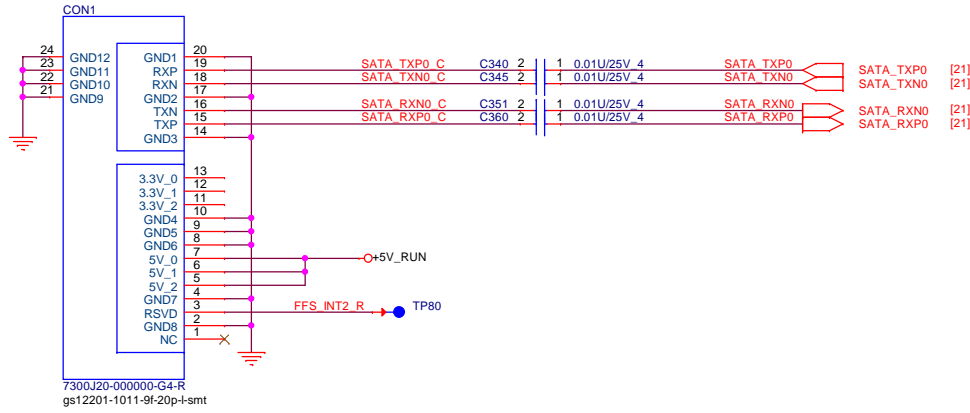 CON1
24 GND12 GND1 20
23 GND11 RXP 19 SATA_TXP0_C C340 2 1 0.01U/25V_4 SATA_TXP0 SATA_TXP0 [21]
22 GND10 RXN 18 SATA_TXN0_C C345 2 1 0.01U/25V_4 SATA_TXN0 SATA_TXN0 [21]
21 GND9 GND2 17
TXN 16 SATA_RXN0_C C351 2 1 0.01U/25V_4 SATA_RXN0 SATA_RXN0 [21]
TXP 15 SATA_RXP0_C C360 2 1 0.01U/25V_4 SATA_RXP0 SATA_RXP0 [21]
GND3 14
3.3V_0 13
3.3V_1 12
3.3V_2 11
GND4 10
GND5 9
GND6 8
5V_0 7 +5V_RUN
5V_1 6
5V_2 5
GND7 4
RSVD 3 FFS_INT2_R TP80
GND8 2
NC 1
7300J20-000000-G4-R
gs12201-1011-9f-20p-l-smt